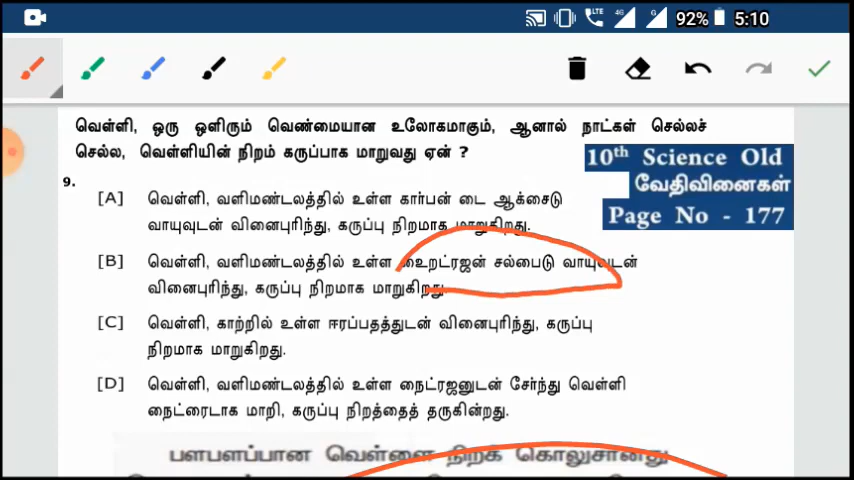 92% 5:10
வெள்ளி, ஒரு ஒளிரும் வெண்மையான உலோகமாகும், ஆனால் நாட்கள் செல்லச்
செல்ல, வெள்ளியின் நிறம் கருப்பாக மாறுவது ஏன் ?
10th Science Old
வேதிவினைகள்
Page No - 177
9.
[A] வெள்ளி, வளிமண்டலத்தில் உள்ள கார்பன் டை ஆக்சைடு
வாயுவுடன் வினைபுரிந்து, கருப்பு நிறமாக மாறுகிறது.
[B] வெள்ளி, வளிமண்டலத்தில் உள்ள ஹைட்ரஜன் சல்பைடு வாயுவுடன்
வினைபுரிந்து, கருப்பு நிறமாக மாறுகிறது.
[C] வெள்ளி, காற்றில் உள்ள ஈரப்பதத்துடன் வினைபுரிந்து, கருப்பு
நிறமாக மாறுகிறது.
[D] வெள்ளி, வளிமண்டலத்தில் உள்ள நைட்ரஜனுடன் சேர்ந்து வெள்ளி
நைட்ரைடாக மாறி, கருப்பு நிறத்தைத் தருகின்றது.
பளபளப்பான வெள்ளை நிறக் கொலுசானது